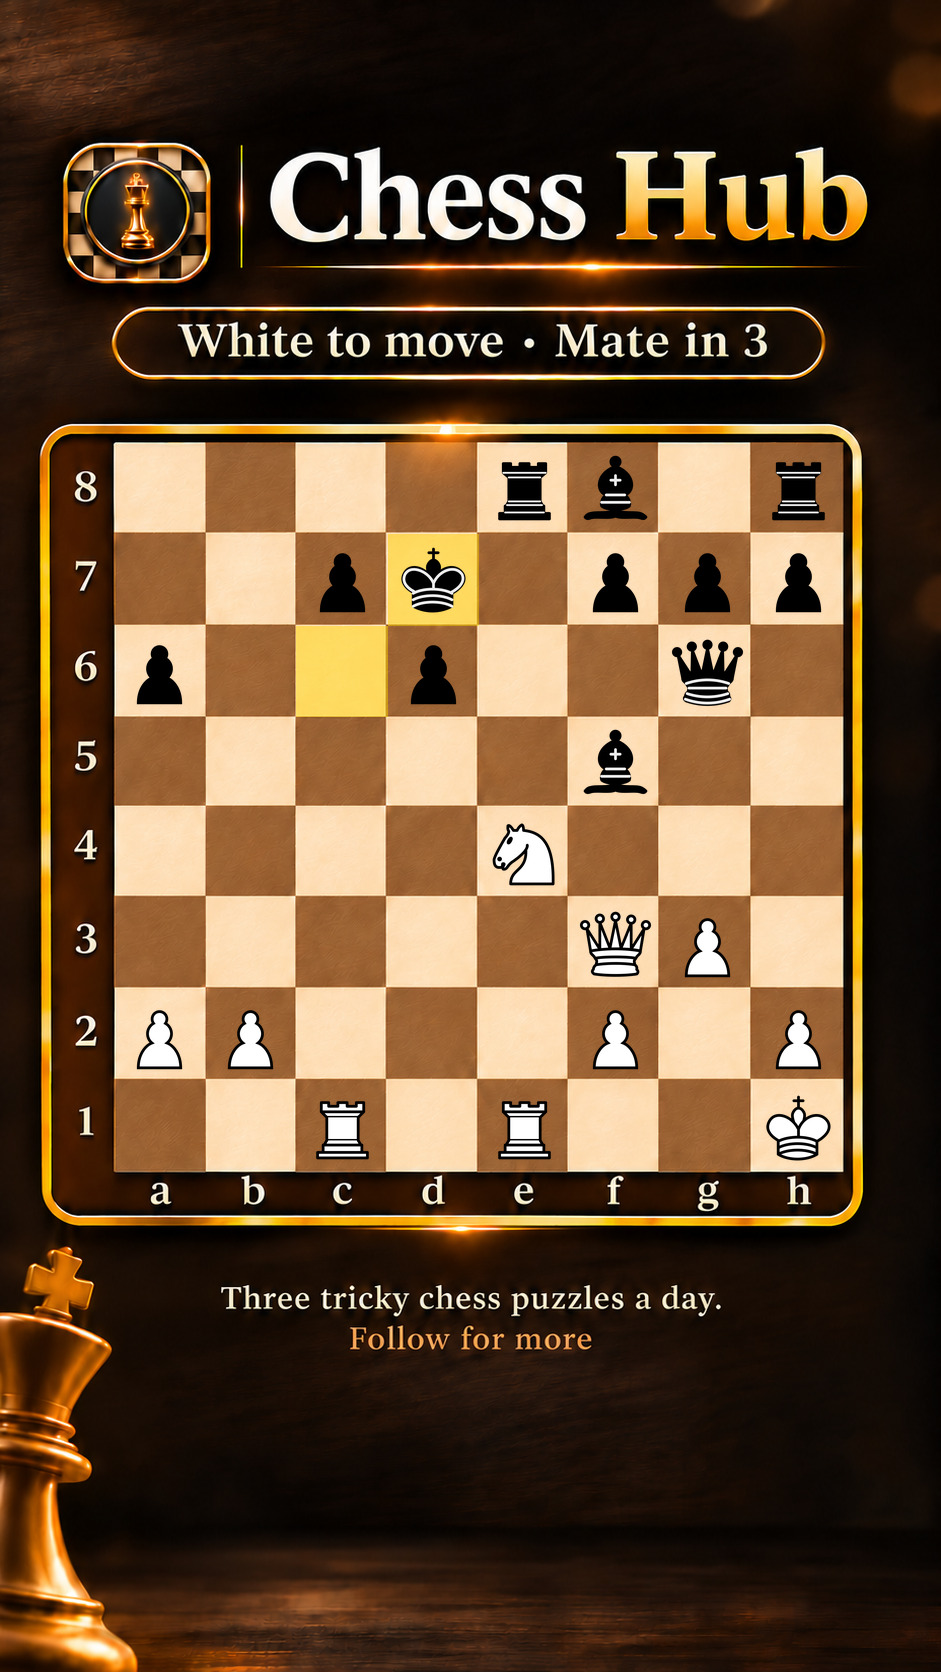 Chess Hub
White to move • Mate in 3
8
7
6
5
4
3
2
1
a b c d e f g h
Three tricky chess puzzles a day.
Follow for more